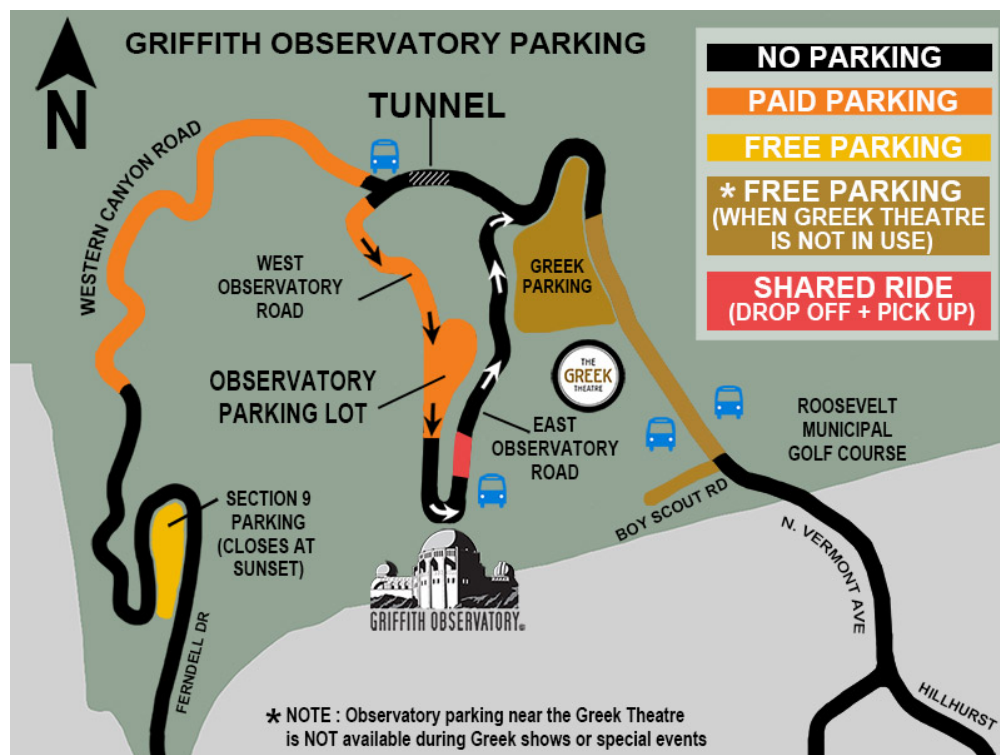 GRIFFITH OBSERVATORY PARKING
N
TUNNEL
WESTERN CANYON ROAD
WEST
OBSERVATORY
ROAD
OBSERVATORY
PARKING LOT
GREEK
PARKING
THE
GREEK
THEATRE
EAST
OBSERVATORY
ROAD
SECTION 9
PARKING
(CLOSES AT
SUNSET)
FERNDELL DR
GRIFFITH OBSERVATORY
BOY SCOUT RD
ROOSEVELT
MUNICIPAL
GOLF COURSE
N. VERMONT AVE
HILLHURST
NO PARKING
PAID PARKING
FREE PARKING
* FREE PARKING
(WHEN GREEK THEATRE
IS NOT IN USE)
SHARED RIDE
(DROP OFF + PICK UP)
* NOTE : Observatory parking near the Greek Theatre
is NOT available during Greek shows or special events